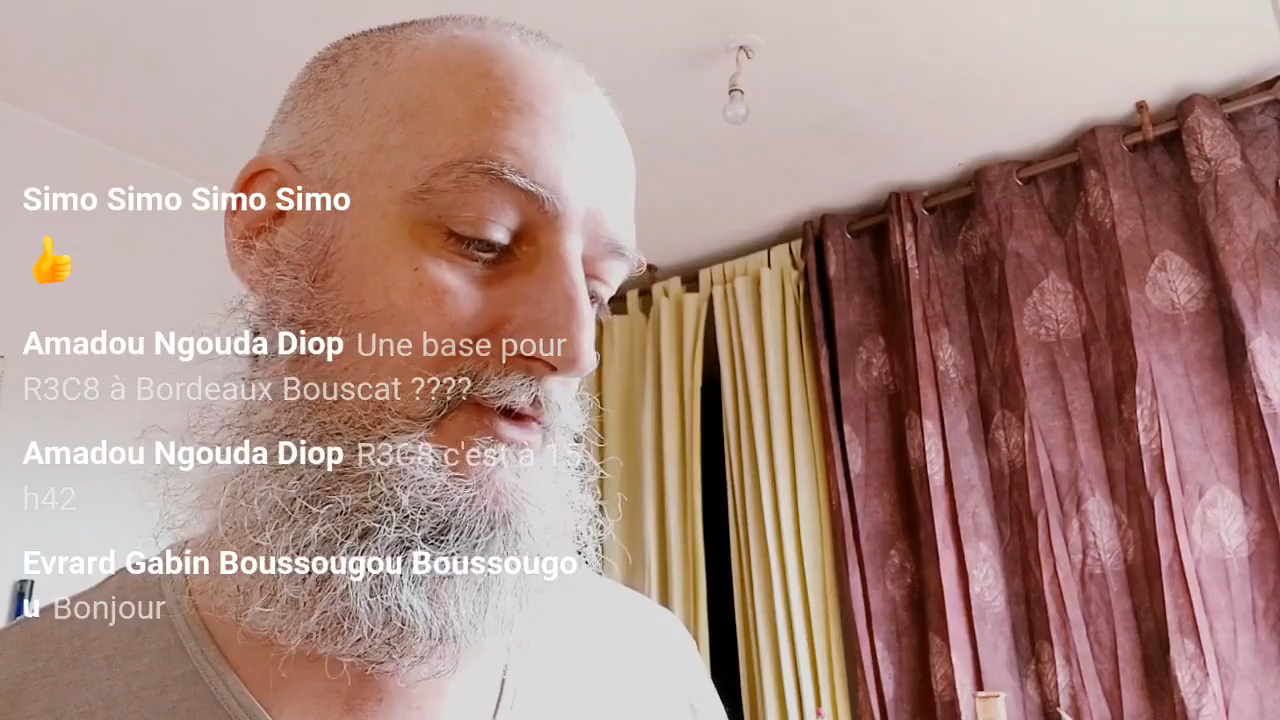 Simo Simo Simo Simo
👍
Amadou Ngouda Diop Une base pour
R3C8 à Bordeaux Bouscat ????
Amadou Ngouda Diop R3C8 c'est à 15
h42
Evrard Gabin Boussougou Boussougo
u Bonjour